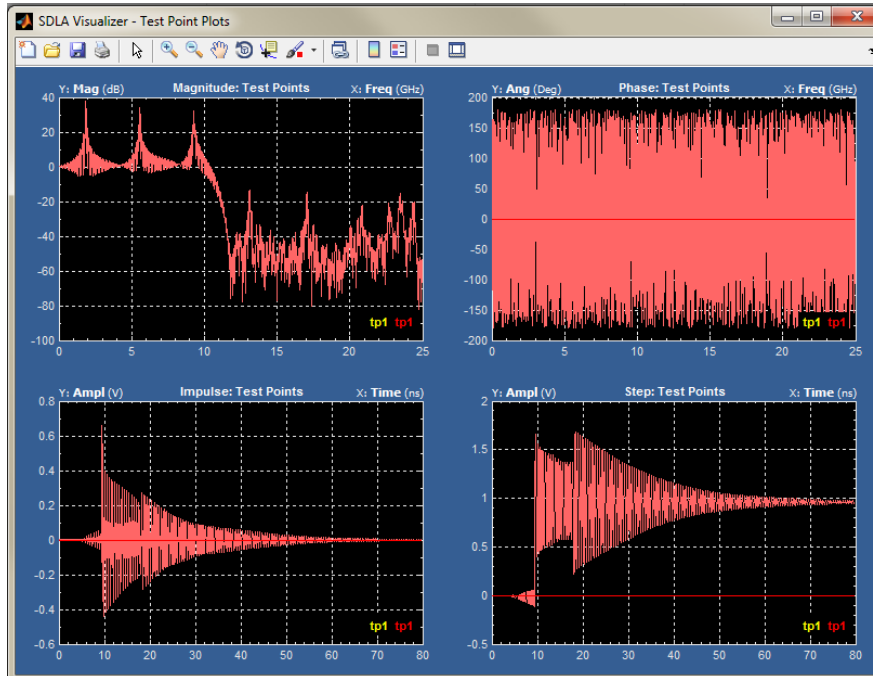 SDLA Visualizer - Test Point Plots
Y: Mag (dB) Magnitude: Test Points X: Freq (GHz)
40
20
0
-20
-40
-60
-80
-100
0 5 10 15 20 25
tp1 tp1
Y: Ang (Deg) Phase: Test Points X: Freq (GHz)
200
150
100
50
0
-50
-100
-150
-200
0 5 10 15 20 25
tp1 tp1
Y: Ampl (V) Impulse: Test Points X: Time (ns)
0.8
0.6
0.4
0.2
0
-0.2
-0.4
-0.6
0 10 20 30 40 50 60 70 80
tp1 tp1
Y: Ampl (V) Step: Test Points X: Time (ns)
2
1.5
1
0.5
0
-0.5
0 10 20 30 40 50 60 70 80
tp1 tp1